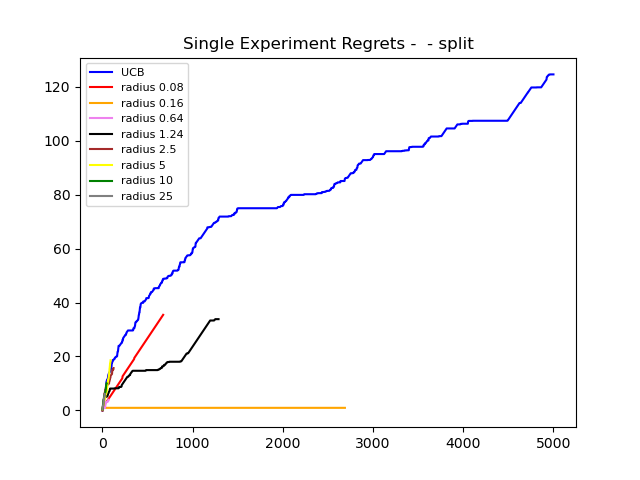 Single Experiment Regrets -  - split
UCB
radius 0.08
radius 0.16
radius 0.64
radius 1.24
radius 2.5
radius 5
radius 10
radius 25
120
100
80
60
40
20
0
0 1000 2000 3000 4000 5000